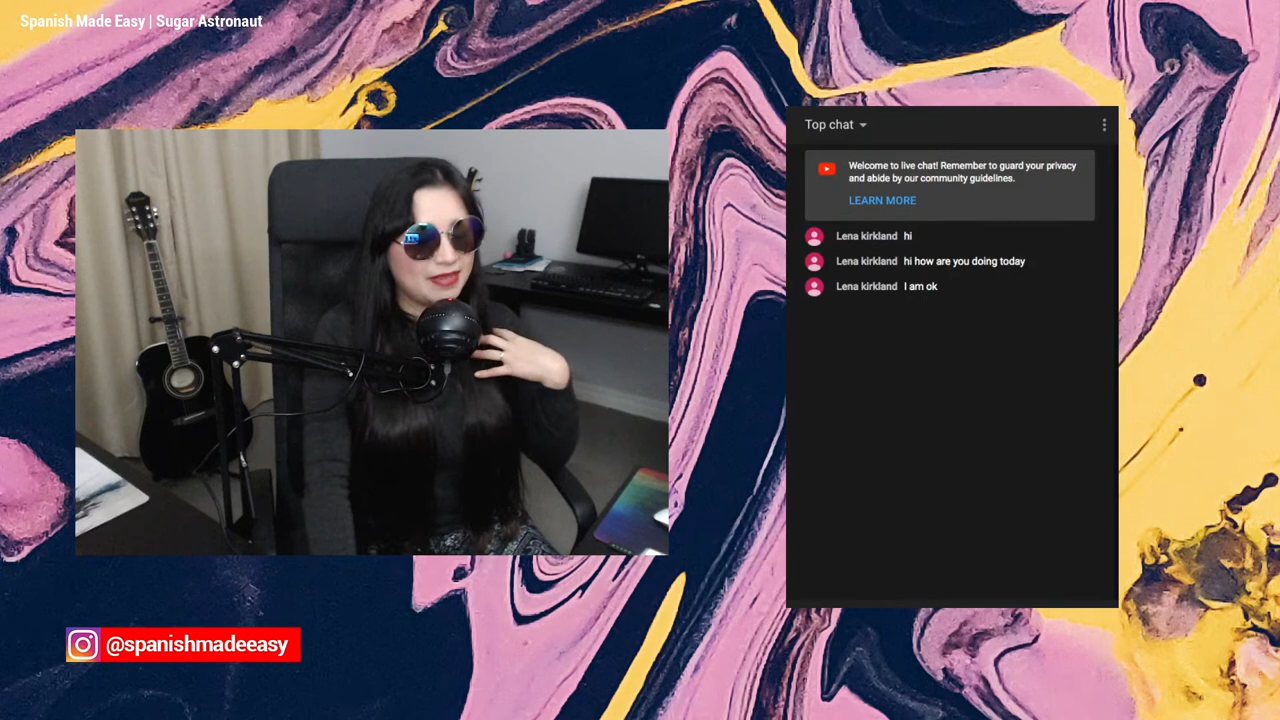 Spanish Made Easy | Sugar Astronaut
Top chat
Welcome to live chat! Remember to guard your privacy
and abide by our community guidelines.
LEARN MORE
Lena kirkland hi
Lena kirkland hi how are you doing today
Lena kirkland I am ok
@spanishmadeeasy